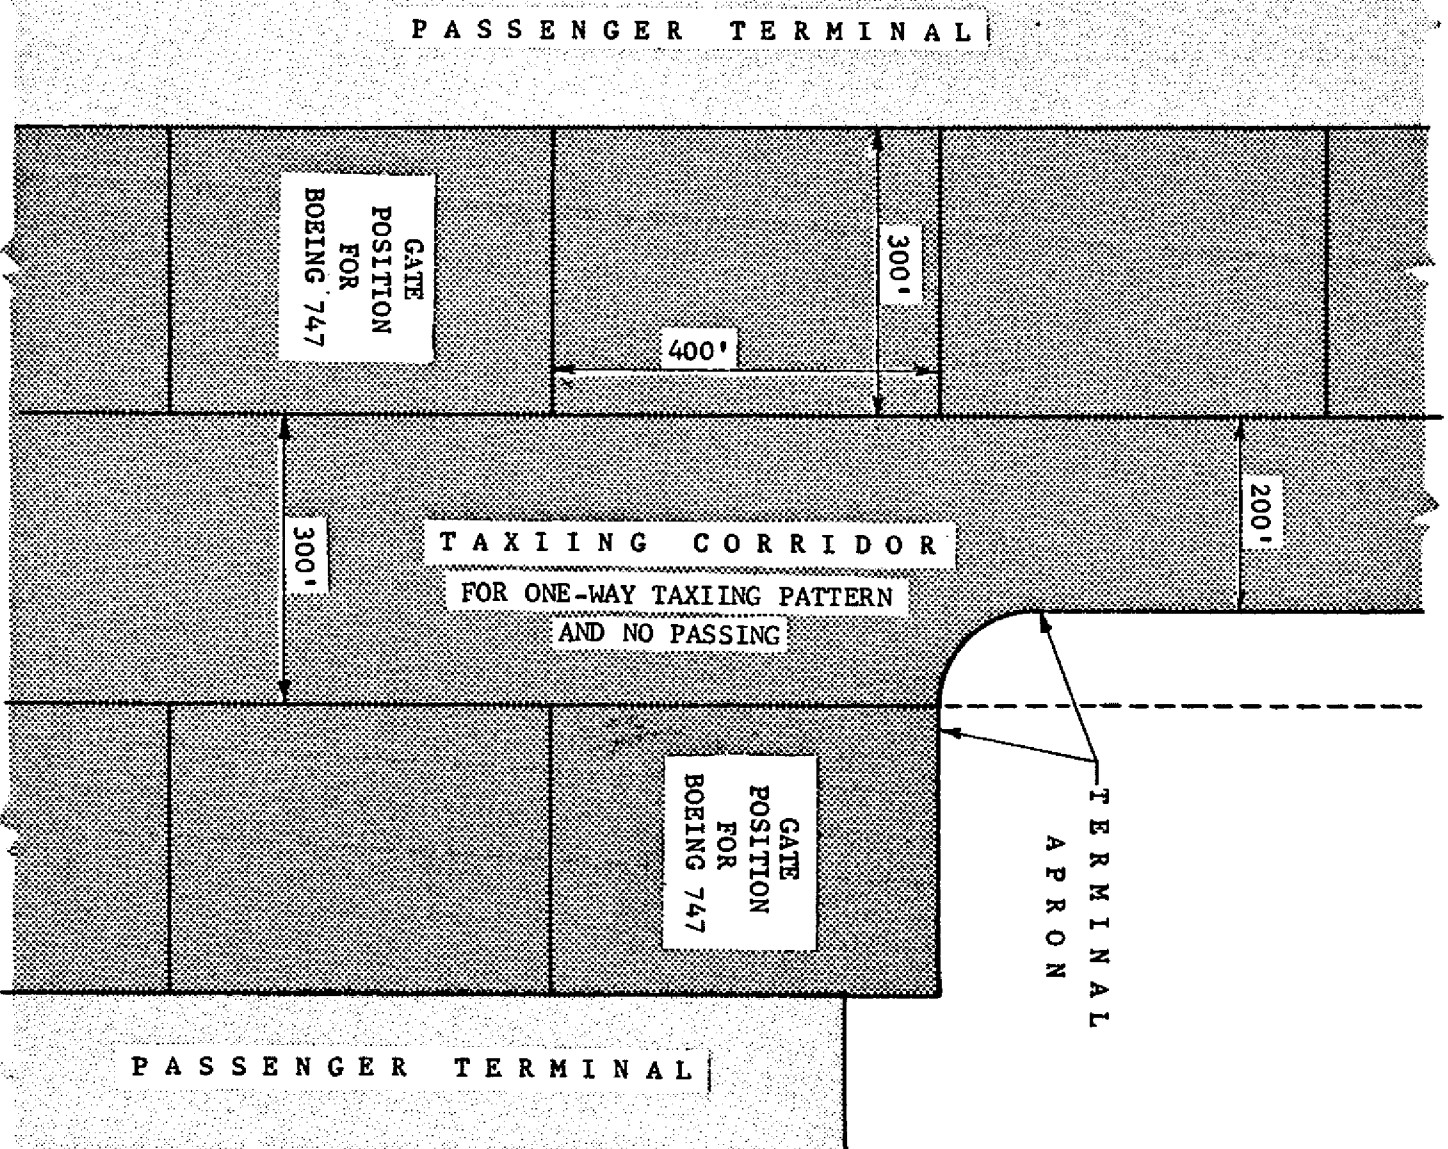 PASSENGER TERMINAL
GATE
POSITION
FOR
BOEING 747
300'
400'
300'
200'
TAXIING CORRIDOR
FOR ONE-WAY TAXIING PATTERN
AND NO PASSING
GATE
POSITION
FOR
BOEING 747
TERMINAL
APRON
PASSENGER TERMINAL